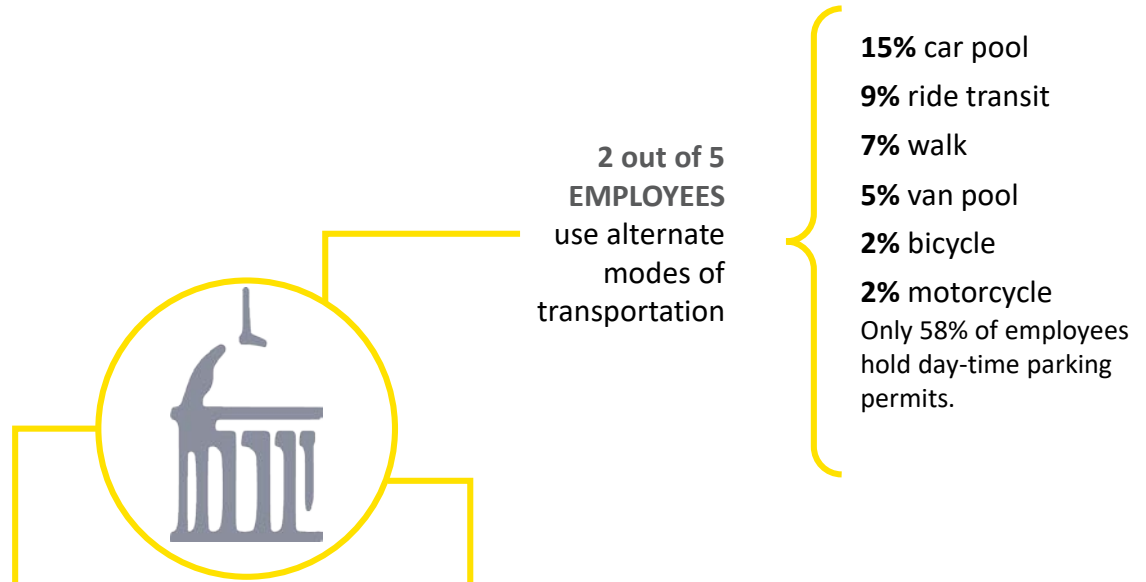 2 out of 5
EMPLOYEES
use alternate
modes of
transportation
15% car pool
9% ride transit
7% walk
5% van pool
2% bicycle
2% motorcycle
Only 58% of employees
hold day-time parking
permits.